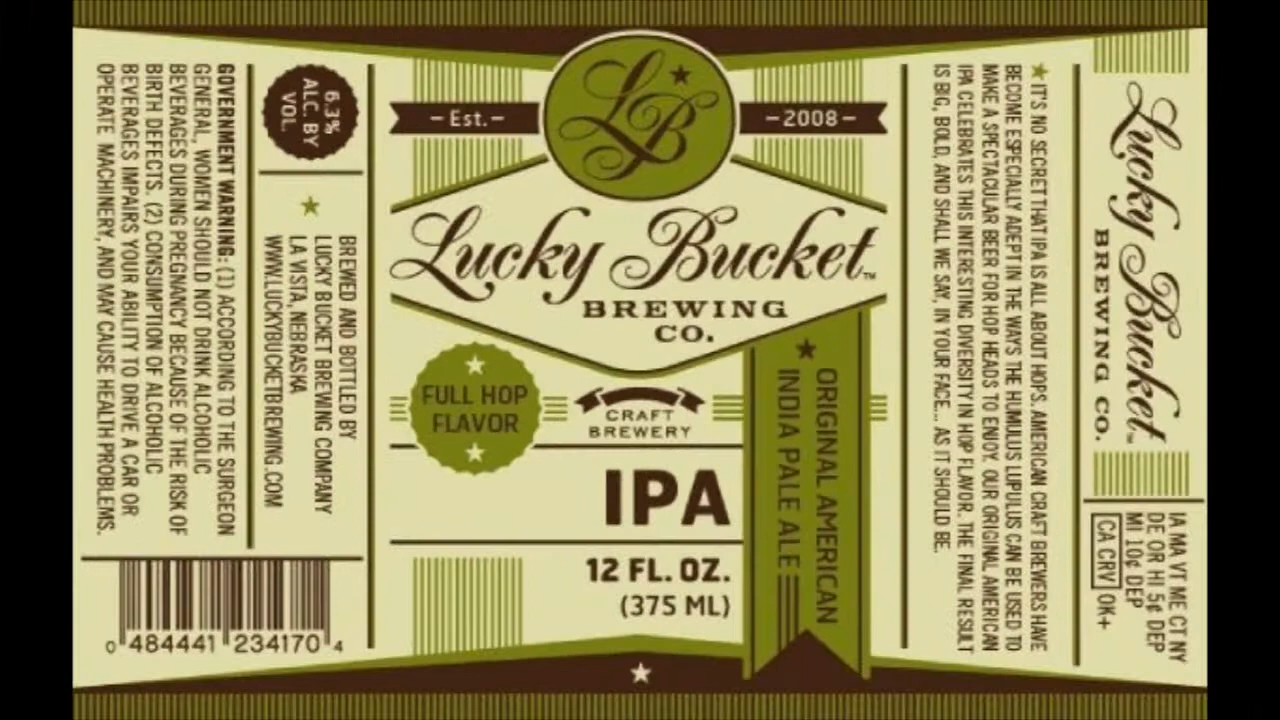 GOVERNMENT WARNING: (1) ACCORDING TO THE SURGEON
GENERAL, WOMEN SHOULD NOT DRINK ALCOHOLIC
BEVERAGES DURING PREGNANCY BECAUSE OF THE RISK OF
BIRTH DEFECTS. (2) CONSUMPTION OF ALCOHOLIC
BEVERAGES IMPAIRS YOUR ABILITY TO DRIVE A CAR OR
OPERATE MACHINERY, AND MAY CAUSE HEALTH PROBLEMS.
6.3%
ALC. BY
VOL.
BREWED AND BOTTLED BY
LUCKY BUCKET BREWING COMPANY
LA VISTA, NEBRASKA
WWW.LUCKYBUCKETBREWING.COM
0 484441 234170 4
- Est. -
LB
- 2008 -
Lucky Bucket™
BREWING
CO.
FULL HOP
FLAVOR
CRAFT
BREWERY
IPA
12 FL. OZ.
(375 ML)
ORIGINAL AMERICAN
INDIA PALE ALE
★ IT'S NO SECRET THAT IPA IS ALL ABOUT HOPS. AMERICAN CRAFT BREWERS HAVE
BECOME ESPECIALLY ADEPT IN THE WAYS THE HUMULUS LUPULUS CAN BE USED TO
MAKE A SPECTACULAR BEER FOR HOP HEADS TO ENJOY. OUR ORIGINAL AMERICAN
IPA CELEBRATES THIS INTERESTING DIVERSITY IN HOP FLAVOR. THE FINAL RESULT
IS BIG, BOLD, AND SHALL WE SAY, IN YOUR FACE... AS IT SHOULD BE.
Lucky Bucket™
BREWING CO.
IA MA VT ME CT NY
DE OR HI 5¢ DEP
MI 10¢ DEP
CA CRV OK+